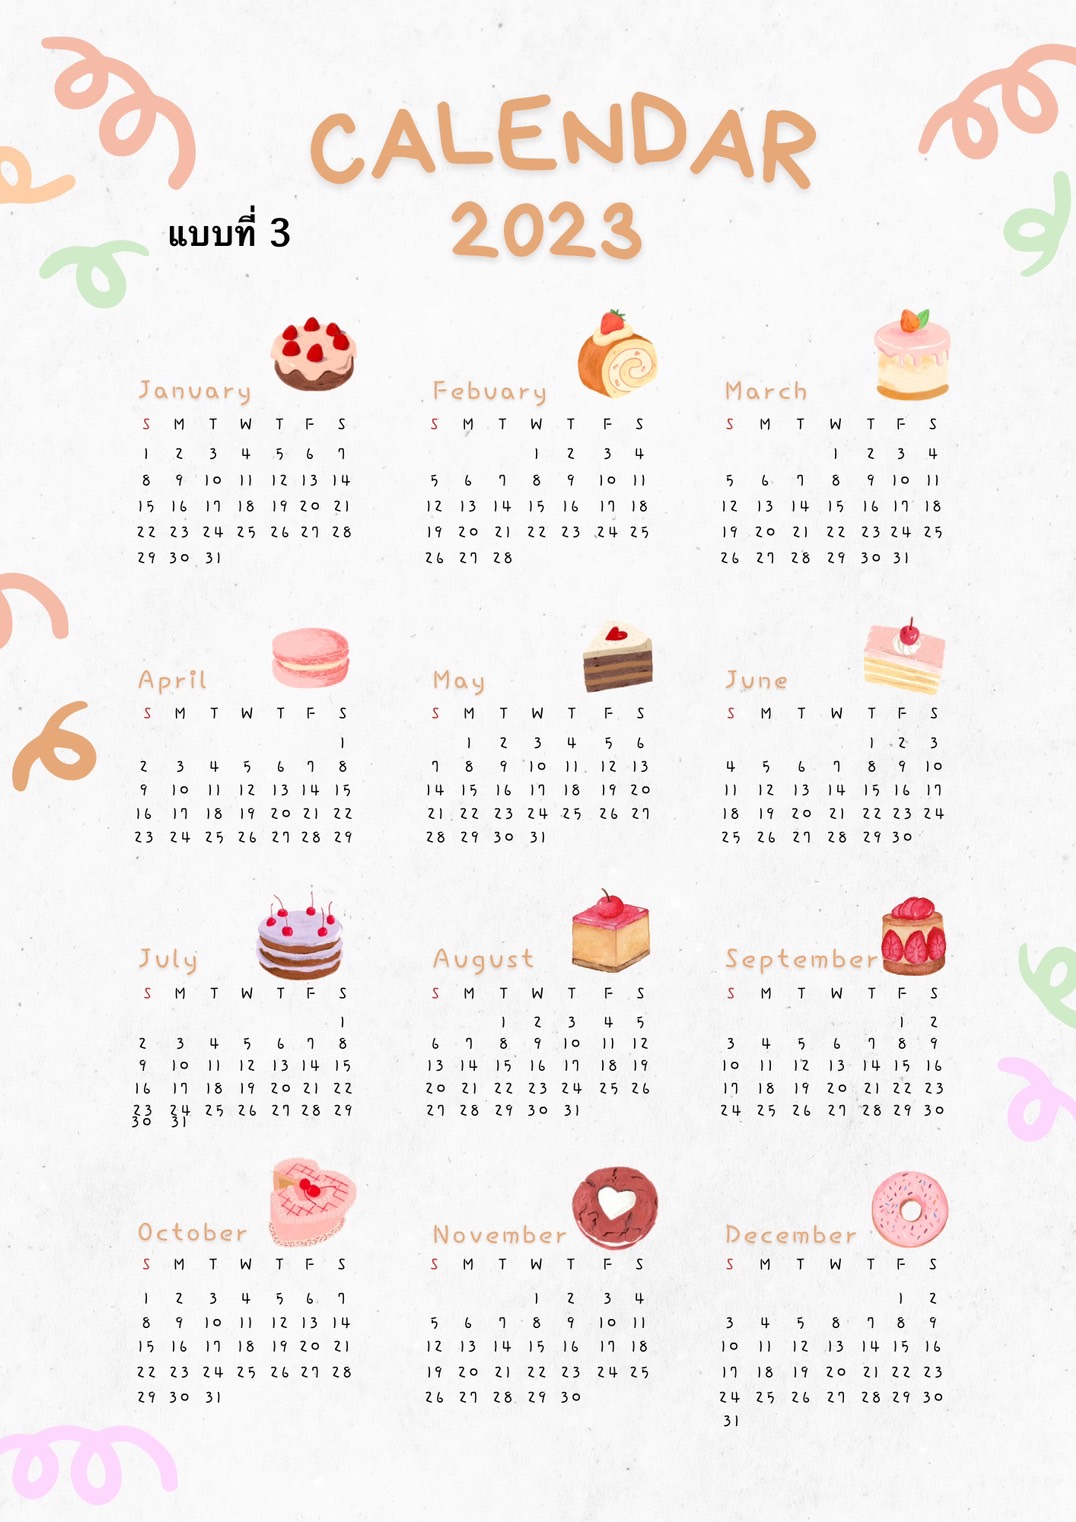 CALENDAR
2023
แบบที่ 3
January
S M T W T F S
1 2 3 4 5 6 7
8 9 10 11 12 13 14
15 16 17 18 19 20 21
22 23 24 25 26 27 28
29 30 31
Febuary
S M T W T F S
1 2 3 4
5 6 7 8 9 10 11
12 13 14 15 16 17 18
19 20 21 22 23 24 25
26 27 28
March
S M T W T F S
1 2 3 4
5 6 7 8 9 10 11
12 13 14 15 16 17 18
19 20 21 22 23 24 25
26 27 28 29 30 31
April
S M T W T F S
1
2 3 4 5 6 7 8
9 10 11 12 13 14 15
16 17 18 19 20 21 22
23 24 25 26 27 28 29
May
S M T W T F S
1 2 3 4 5 6
7 8 9 10 11 12 13
14 15 16 17 18 19 20
21 22 23 24 25 26 27
28 29 30 31
June
S M T W T F S
1 2 3
4 5 6 7 8 9 10
11 12 13 14 15 16 17
18 19 20 21 22 23 24
25 26 27 28 29 30
July
S M T W T F S
1
2 3 4 5 6 7 8
9 10 11 12 13 14 15
16 17 18 19 20 21 22
23 24 25 26 27 28 29
30 31
August
S M T W T F S
1 2 3 4 5
6 7 8 9 10 11 12
13 14 15 16 17 18 19
20 21 22 23 24 25 26
27 28 29 30 31
September
S M T W T F S
1 2
3 4 5 6 7 8 9
10 11 12 13 14 15 16
17 18 19 20 21 22 23
24 25 26 27 28 29 30
October
S M T W T F S
1 2 3 4 5 6 7
8 9 10 11 12 13 14
15 16 17 18 19 20 21
22 23 24 25 26 27 28
29 30 31
November
S M T W T F S
1 2 3 4
5 6 7 8 9 10 11
12 13 14 15 16 17 18
19 20 21 22 23 24 25
26 27 28 29 30
December
S M T W T F S
1 2
3 4 5 8 7 8 9
10 11 12 13 14 15 16
17 18 19 20 21 22 23
24 25 26 27 28 29 30
31